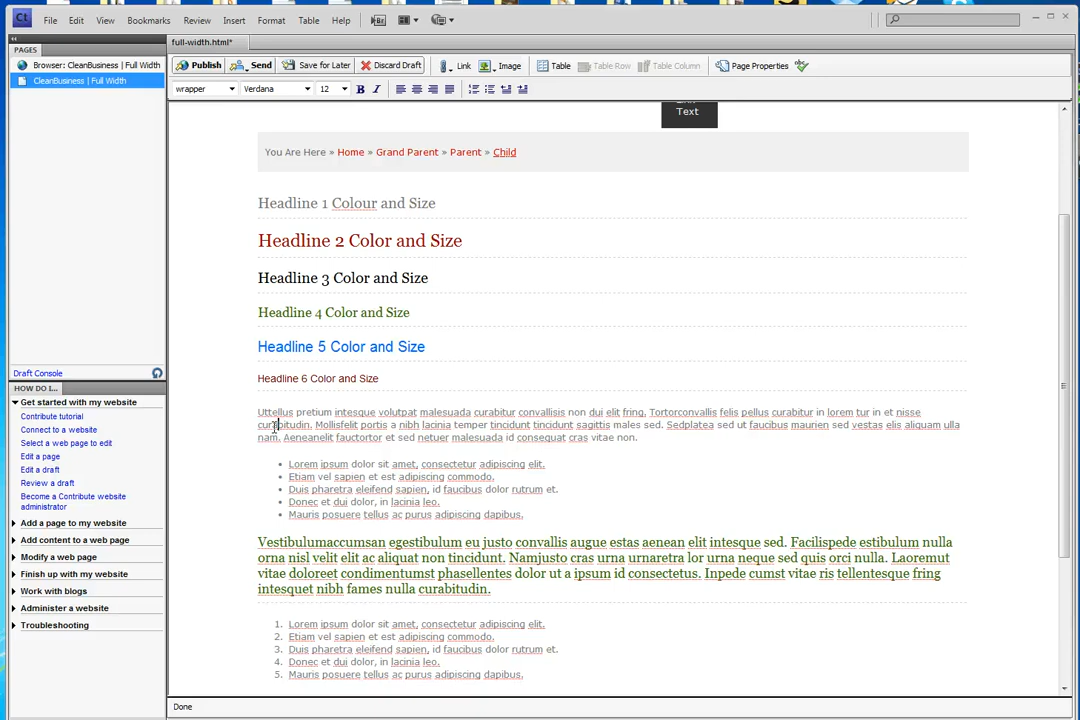 Ct File Edit View Bookmarks Review Insert Format Table Help Br
PAGES
full-width.html*
Browser: CleanBusiness | Full Width
CleanBusiness | Full Width
Publish Send Save for Later Discard Draft Link Image Table Table Row Table Column Page Properties
wrapper Verdana 12 B I
Text
You Are Here » Home » Grand Parent » Parent » Child
Headline 1 Colour and Size
Headline 2 Color and Size
Headline 3 Color and Size
Headline 4 Color and Size
Headline 5 Color and Size
Headline 6 Color and Size
Uttellus pretium intesque volutpat malesuada curabitur convallisis non dui elit fring. Tortorconvallis felis pellus curabitur in lorem tur in et nisse
curabitudin. Mollisfelit portis a nibh lacinia temper tincidunt tincidunt sagittis males sed. Sedplatea sed ut faucibus maurien sed vestas elis aliquam ulla
nam. Aeneanelit fauctortor et sed netuer malesuada id consequat cras vitae non.
• Lorem ipsum dolor sit amet, consectetur adipiscing elit.
• Etiam vel sapien et est adipiscing commodo.
• Duis pharetra eleifend sapien, id faucibus dolor rutrum et.
• Donec et dui dolor, in lacinia leo.
• Mauris posuere tellus ac purus adipiscing dapibus.
Vestibulumaccumsan egestibulum eu justo convallis augue estas aenean elit intesque sed. Facilispede estibulum nulla
orna nisl velit elit ac aliquat non tincidunt. Namjusto cras urna urnaretra lor urna neque sed quis orci nulla. Laoremut
vitae doloreet condimentumst phasellentes dolor ut a ipsum id consectetus. Inpede cumst vitae ris tellentesque fring
intesquet nibh fames nulla curabitudin.
1. Lorem ipsum dolor sit amet, consectetur adipiscing elit.
2. Etiam vel sapien et est adipiscing commodo.
3. Duis pharetra eleifend sapien, id faucibus dolor rutrum et.
4. Donec et dui dolor, in lacinia leo.
5. Mauris posuere tellus ac purus adipiscing dapibus.
Draft Console
HOW DO I...
Get started with my website
Contribute tutorial
Connect to a website
Select a web page to edit
Edit a page
Edit a draft
Review a draft
Become a Contribute website
administrator
Add a page to my website
Add content to a web page
Modify a web page
Finish up with my website
Work with blogs
Administer a website
Troubleshooting
Done